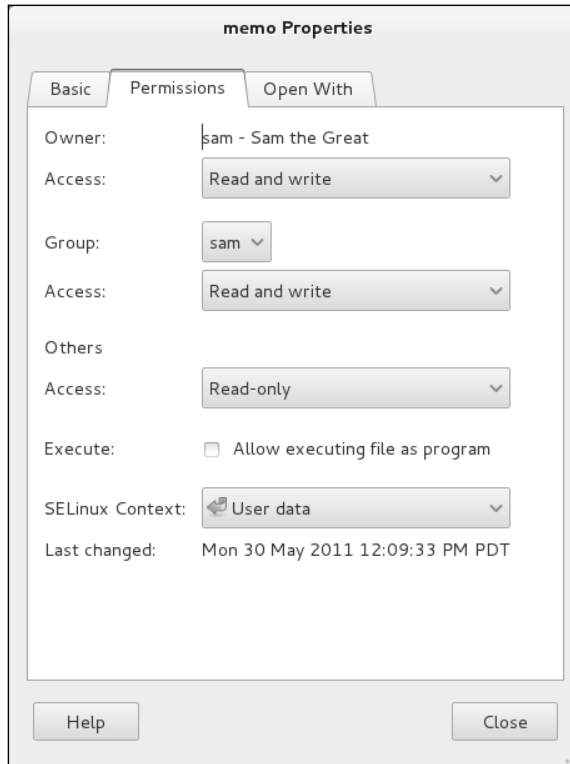 memo Properties
Basic Permissions Open With
Owner: sam - Sam the Great
Access: Read and write
Group: sam
Access: Read and write
Others
Access: Read-only
Execute: Allow executing file as program
SELinux Context: User data
Last changed: Mon 30 May 2011 12:09:33 PM PDT
Help Close